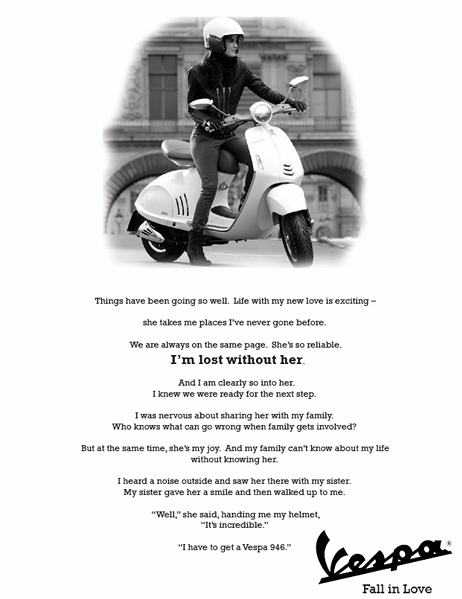 Things have been going so well.  Life with my new love is exciting –
she takes me places I've never gone before.
We are always on the same page.  She's so reliable.
I'm lost without her.
And I am clearly so into her.
I knew we were ready for the next step.
I was nervous about sharing her with my family.
Who knows what can go wrong when family gets involved?
But at the same time, she's my joy.  And my family can't know about my life
without knowing her.
I heard a noise outside and saw her there with my sister.
My sister gave her a smile and then walked up to me.
“Well,” she said, handing me my helmet,
“It's incredible.”
“I have to get a Vespa 946.”
Vespa®
Fall in Love